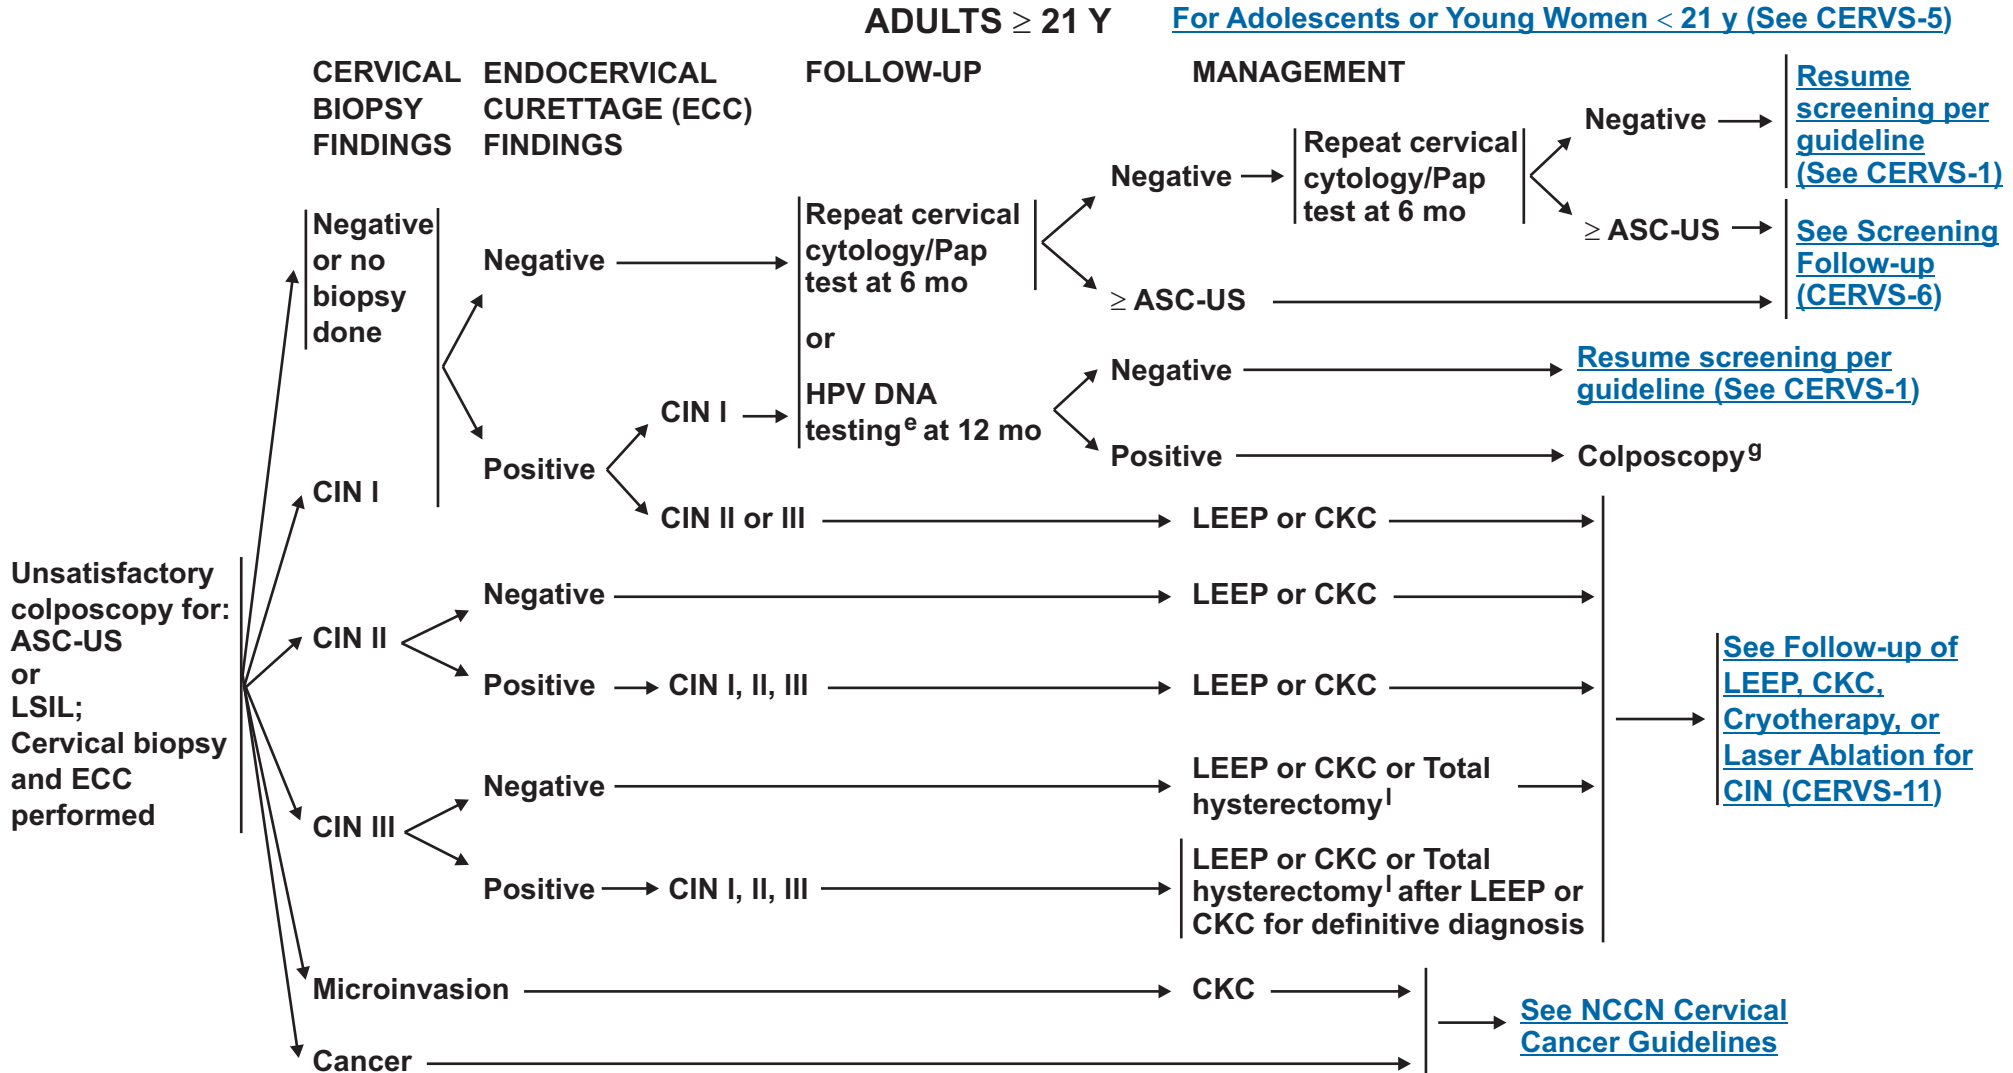 ADULTS ≥ 21 Y
For Adolescents or Young Women < 21 y (See CERVS-5)
CERVICAL
BIOPSY
FINDINGS
ENDOCERVICAL
CURETTAGE (ECC)
FINDINGS
FOLLOW-UP
MANAGEMENT
Unsatisfactory
colposcopy for:
ASC-US
or
LSIL;
Cervical biopsy
and ECC
performed
Negative
or no
biopsy
done
CIN I
Negative
Positive
CIN I
CIN II or III
Repeat cervical
cytology/Pap
test at 6 mo
or
HPV DNA
testing e at 12 mo
Negative
Repeat cervical
cytology/Pap
test at 6 mo
Negative
Resume
screening per
guideline
(See CERVS-1)
≥ ASC-US
≥ ASC-US
See Screening
Follow-up
(CERVS-6)
Negative
Resume screening per
guideline (See CERVS-1)
Positive
Colposcopy g
LEEP or CKC
CIN II
Negative
LEEP or CKC
Positive
CIN I, II, III
LEEP or CKC
CIN III
Negative
LEEP or CKC or Total
hysterectomy l
Positive
CIN I, II, III
LEEP or CKC or Total
hysterectomy l after LEEP or
CKC for definitive diagnosis
See Follow-up of
LEEP, CKC,
Cryotherapy, or
Laser Ablation for
CIN (CERVS-11)
Microinvasion
CKC
Cancer
See NCCN Cervical
Cancer Guidelines